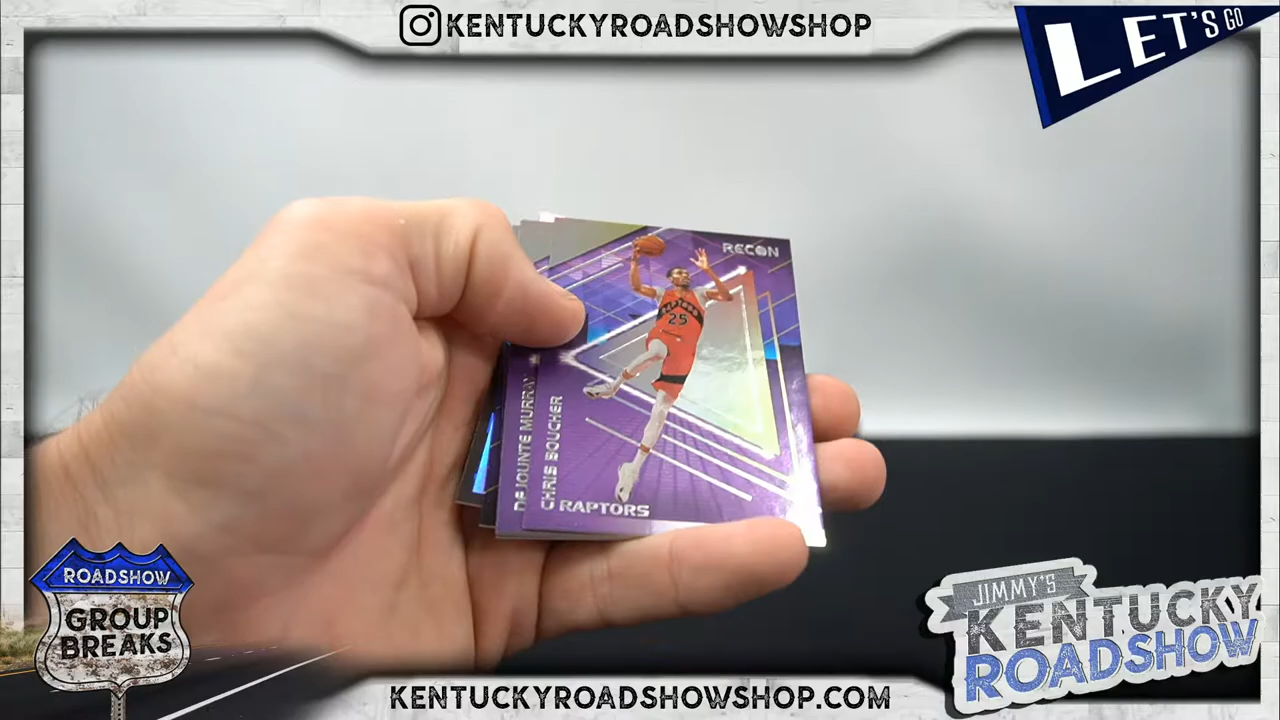 KENTUCKYROADSHOWSHOP
LET'S GO
RECON
25
DEJOUNTE MURRAY
CHRIS BOUCHER
RAPTORS
ROADSHOW
GROUP
BREAKS
JIMMY'S
KENTUCKY
ROADSHOW
KENTUCKYROADSHOWSHOP.COM